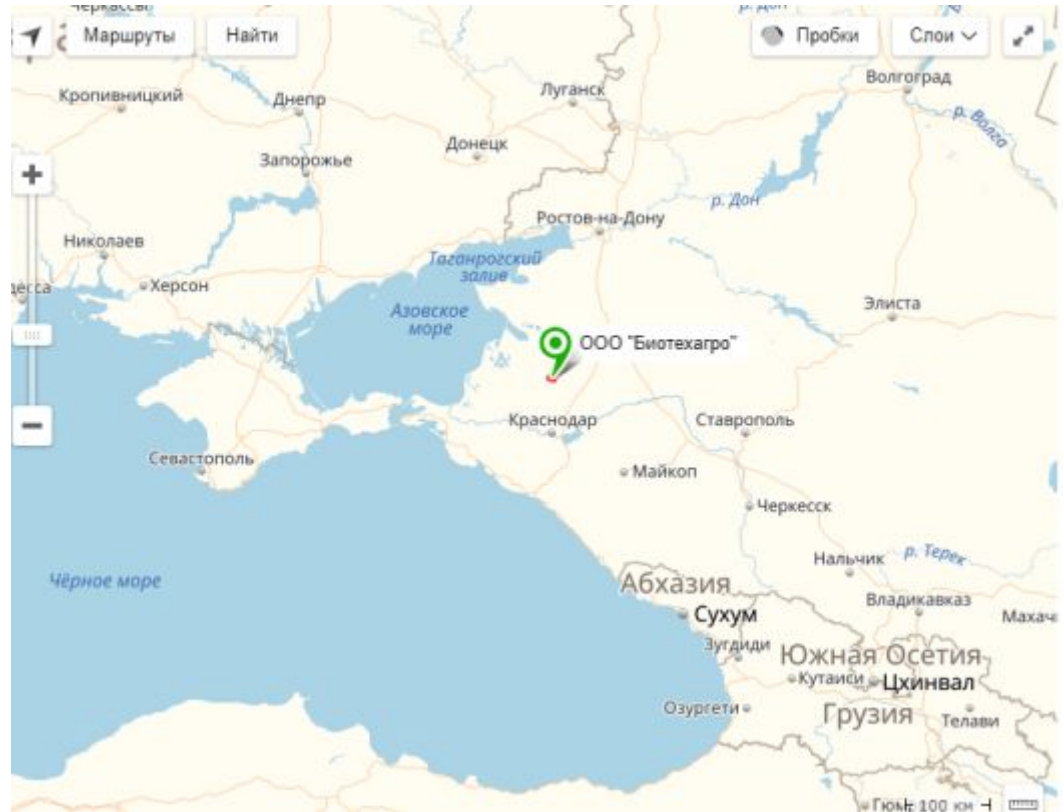 Черкассы
р. Дон
Маршруты
Найти
Пробки
Слои
Волгоград
Кропивницкий
Днепр
Луганск
р. Волга
Донецк
Запорожье
р. Дон
Ростов-на-Дону
Николаев
Таганрогский
залив
Херсон
Азовское
море
Элиста
ООО "Биотехагро"
Краснодар
Ставрополь
Севастополь
Майкоп
Черкесск
Чёрное море
Нальчик
р. Терек
Абхазия
Владикавказ
Сухум
Зугдиди
Южная Осетия
Кутаиси
Цхинвал
Озургети
Грузия
Телави
100 км